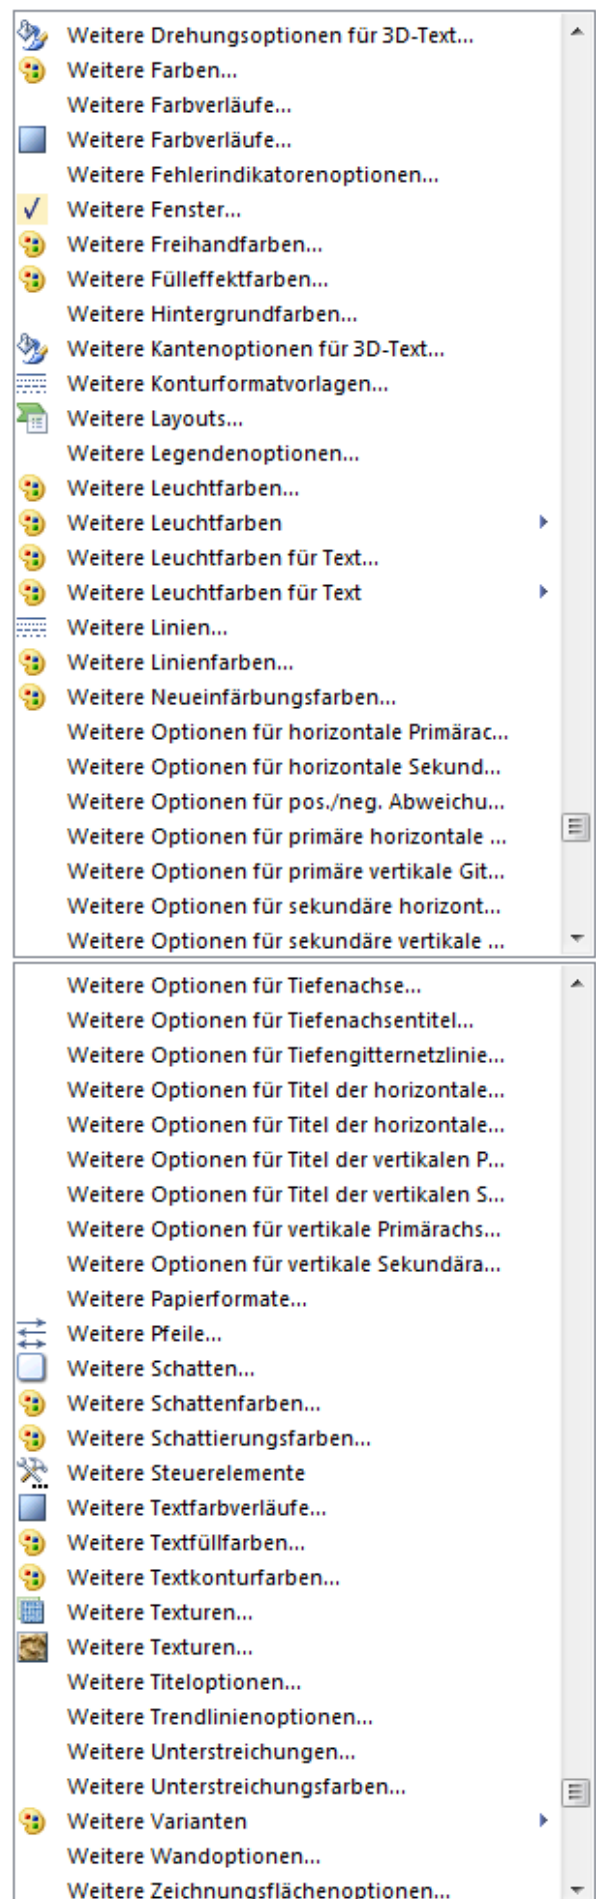 Weitere Drehungsoptionen für 3D-Text...
Weitere Farben...
Weitere Farbverläufe...
Weitere Farbverläufe...
Weitere Fehlerindikatorenoptionen...
Weitere Fenster...
Weitere Freihandfarben...
Weitere Fülleffektfarben...
Weitere Hintergrundfarben...
Weitere Kantenoptionen für 3D-Text...
Weitere Konturformatvorlagen...
Weitere Layouts...
Weitere Legendenoptionen...
Weitere Leuchtfarben...
Weitere Leuchtfarben
Weitere Leuchtfarben für Text...
Weitere Leuchtfarben für Text
Weitere Linien...
Weitere Linienfarben...
Weitere Neueinfärbungsfarben...
Weitere Optionen für horizontale Primärac...
Weitere Optionen für horizontale Sekund...
Weitere Optionen für pos./neg. Abweichu...
Weitere Optionen für primäre horizontale ...
Weitere Optionen für primäre vertikale Git...
Weitere Optionen für sekundäre horizont...
Weitere Optionen für sekundäre vertikale ...
Weitere Optionen für Tiefenachse...
Weitere Optionen für Tiefenachsentitel...
Weitere Optionen für Tiefengitternetzlinie...
Weitere Optionen für Titel der horizontale...
Weitere Optionen für Titel der horizontale...
Weitere Optionen für Titel der vertikalen P...
Weitere Optionen für Titel der vertikalen S...
Weitere Optionen für vertikale Primärachs...
Weitere Optionen für vertikale Sekundära...
Weitere Papierformate...
Weitere Pfeile...
Weitere Schatten...
Weitere Schattenfarben...
Weitere Schattierungsfarben...
Weitere Steuerelemente
Weitere Textfarbverläufe...
Weitere Textfüllfarben...
Weitere Textkonturfarben...
Weitere Texturen...
Weitere Texturen...
Weitere Titeloptionen...
Weitere Trendlinienoptionen...
Weitere Unterstreichungen...
Weitere Unterstreichungsfarben...
Weitere Varianten
Weitere Wandoptionen...
Weitere Zeichnungsflächenoptionen...